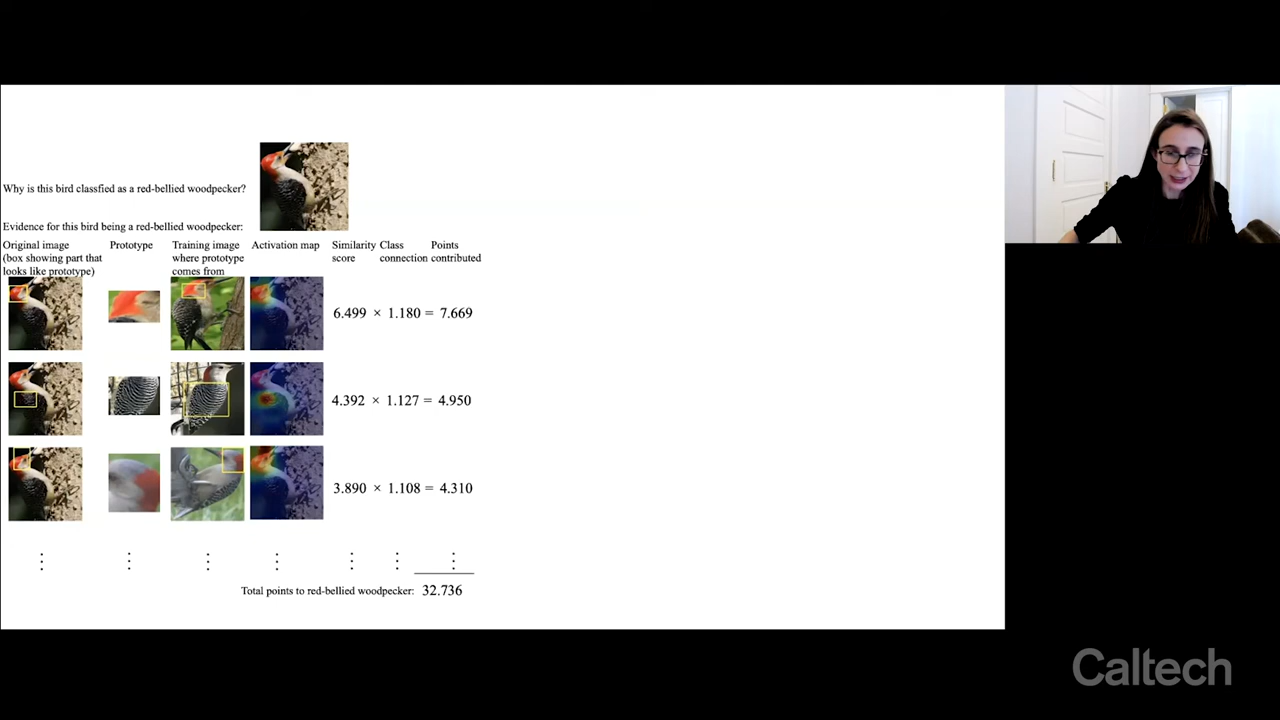 Why is this bird classfied as a red-bellied woodpecker?
Evidence for this bird being a red-bellied woodpecker:
Original image
(box showing part that
looks like prototype)
Prototype
Training image
where prototype
comes from
Activation map
Similarity
score
Class
connection
Points
contributed
6.499 × 1.180 = 7.669
4.392 × 1.127 = 4.950
3.890 × 1.108 = 4.310
Total points to red-bellied woodpecker: 32.736
Caltech